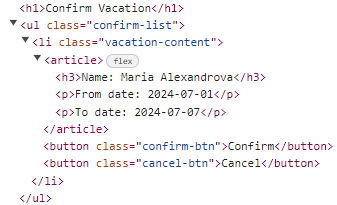 <h1>Confirm Vacation</h1>
<ul class="confirm-list">
<li class="vacation-content">
<article> flex
<h3>Name: Maria Alexandrova</h3>
<p>From date: 2024-07-01</p>
<p>To date: 2024-07-07</p>
</article>
<button class="confirm-btn">Confirm</button>
<button class="cancel-btn">Cancel</button>
</li>
</ul>